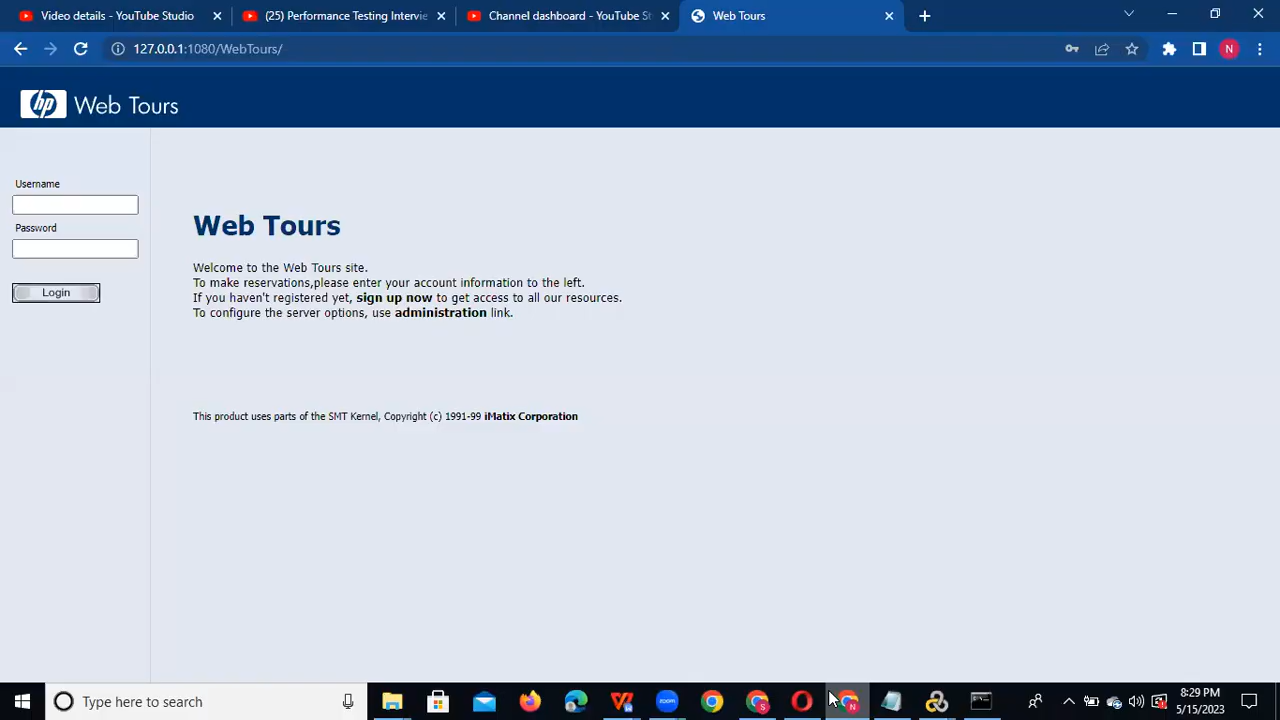 Video details - YouTube Studio
(25) Performance Testing Intervie
Channel dashboard - YouTube St
Web Tours
127.0.0.1:1080/WebTours/
N
hp Web Tours
Username
Password
Login
Web Tours
Welcome to the Web Tours site.
To make reservations,please enter your account information to the left.
If you haven't registered yet, sign up now to get access to all our resources.
To configure the server options, use administration link.
This product uses parts of the SMT Kernel, Copyright (c) 1991-99 iMatix Corporation
Type here to search
zoom
S
N
8:29 PM
5/15/2023